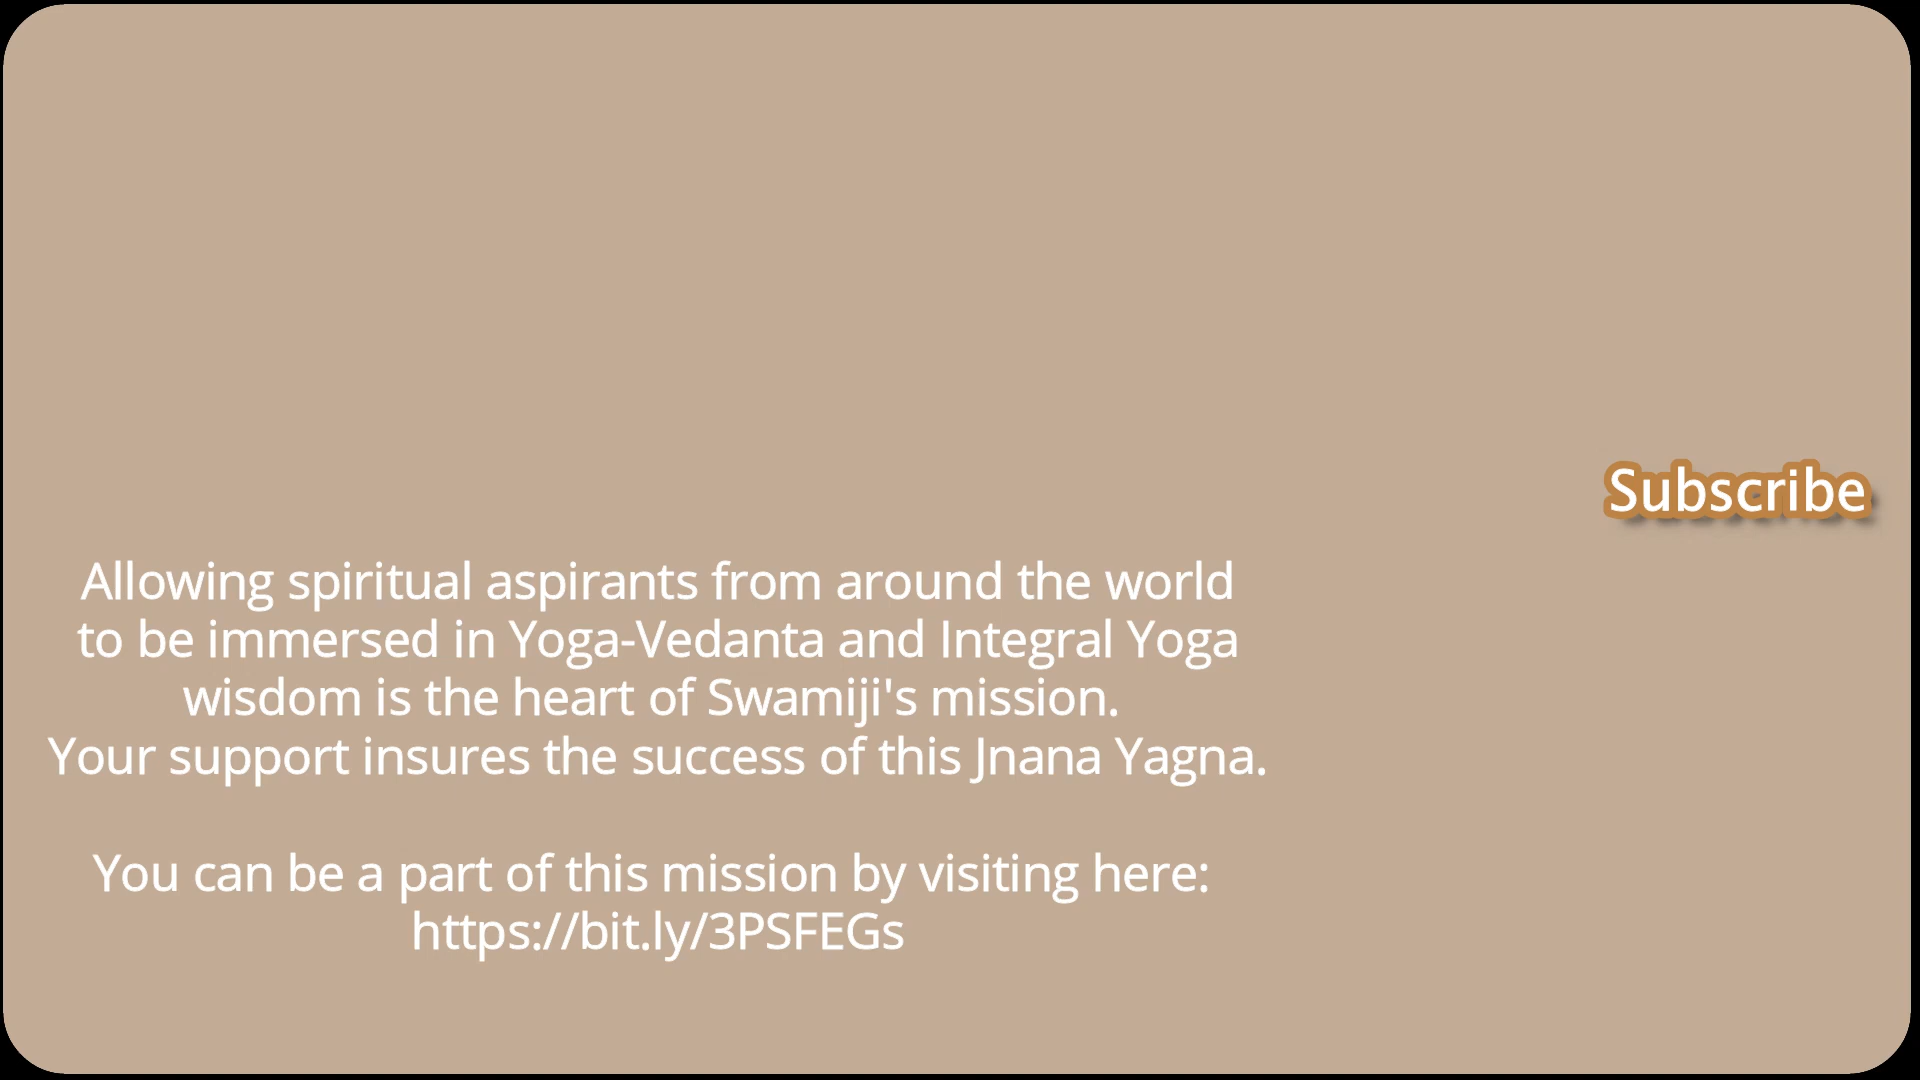 Subscribe
Allowing spiritual aspirants from around the world
to be immersed in Yoga-Vedanta and Integral Yoga
wisdom is the heart of Swamiji's mission.
Your support insures the success of this Jnana Yagna.
You can be a part of this mission by visiting here:
https://bit.ly/3PSFEGs